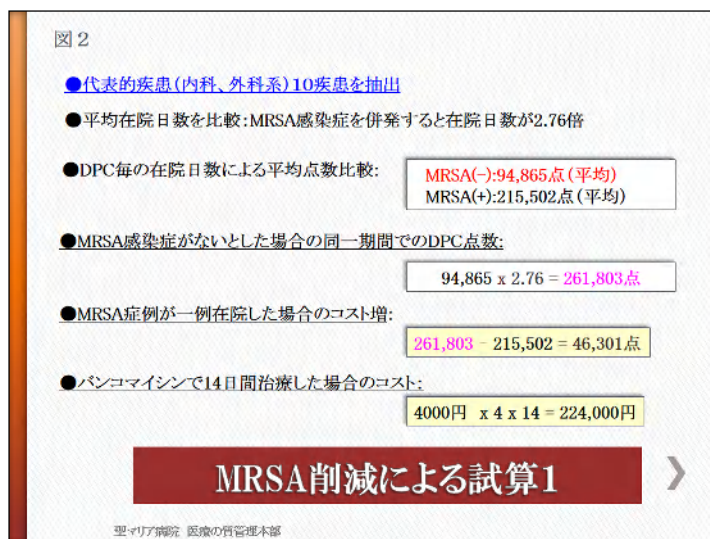 図2
●代表的疾患(内科、外科系)10疾患を抽出
●平均在院日数を比較:MRSA感染症を併発すると在院日数が2.76倍
●DPC毎の在院日数による平均点数比較:
MRSA(-):94,865点(平均)
MRSA(+):215,502点(平均)
●MRSA感染症がないとした場合の同一期間でのDPC点数:
94,865 x 2.76 = 261,803点
●MRSA症例が一例在院した場合のコスト増:
261,803 - 215,502 = 46,301点
●バンコマイシンで14日間治療した場合のコスト:
4000円 x 4 x 14 = 224,000円
MRSA削減による試算1
聖マリア病院 医療の質管理本部